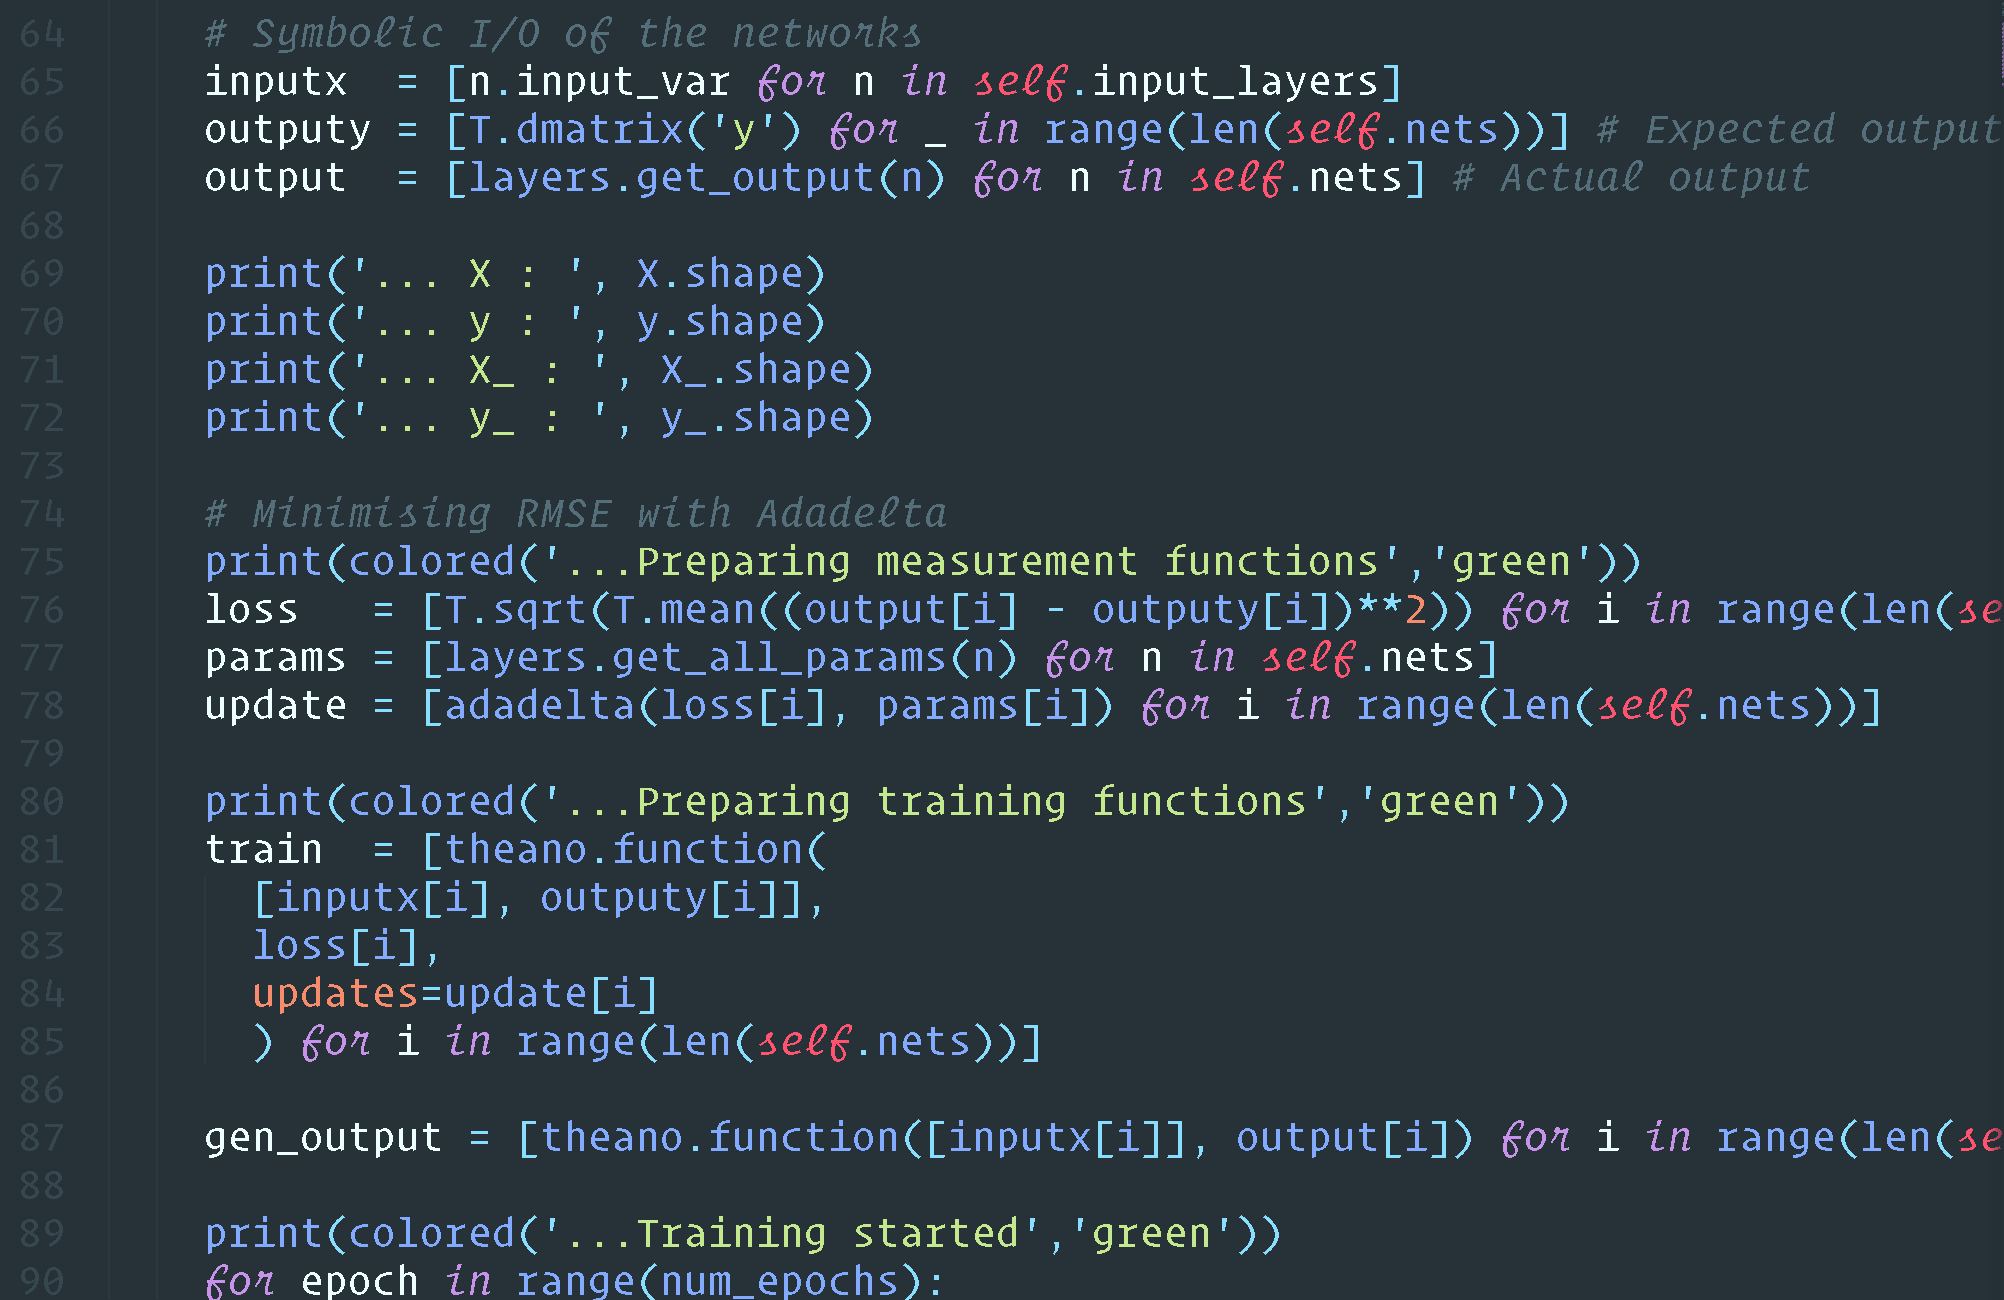 64 # Symbolic I/O of the networks
65 inputx  = [n.input_var for n in self.input_layers]
66 outputy = [T.dmatrix('y') for _ in range(len(self.nets))] # Expected output
67 output  = [layers.get_output(n) for n in self.nets] # Actual output
68
69 print('... X : ', X.shape)
70 print('... y : ', y.shape)
71 print('... X_ : ', X_.shape)
72 print('... y_ : ', y_.shape)
73
74 # Minimising RMSE with Adadelta
75 print(colored('...Preparing measurement functions','green'))
76 loss   = [T.sqrt(T.mean((output[i] - outputy[i])**2)) for i in range(len(se
77 params = [layers.get_all_params(n) for n in self.nets]
78 update = [adadelta(loss[i], params[i]) for i in range(len(self.nets))]
79
80 print(colored('...Preparing training functions','green'))
81 train  = [theano.function(
82   [inputx[i], outputy[i]],
83   loss[i],
84   updates=update[i]
85   ) for i in range(len(self.nets))]
86
87 gen_output = [theano.function([inputx[i]], output[i]) for i in range(len(se
88
89 print(colored('...Training started','green'))
90 for epoch in range(num_epochs):